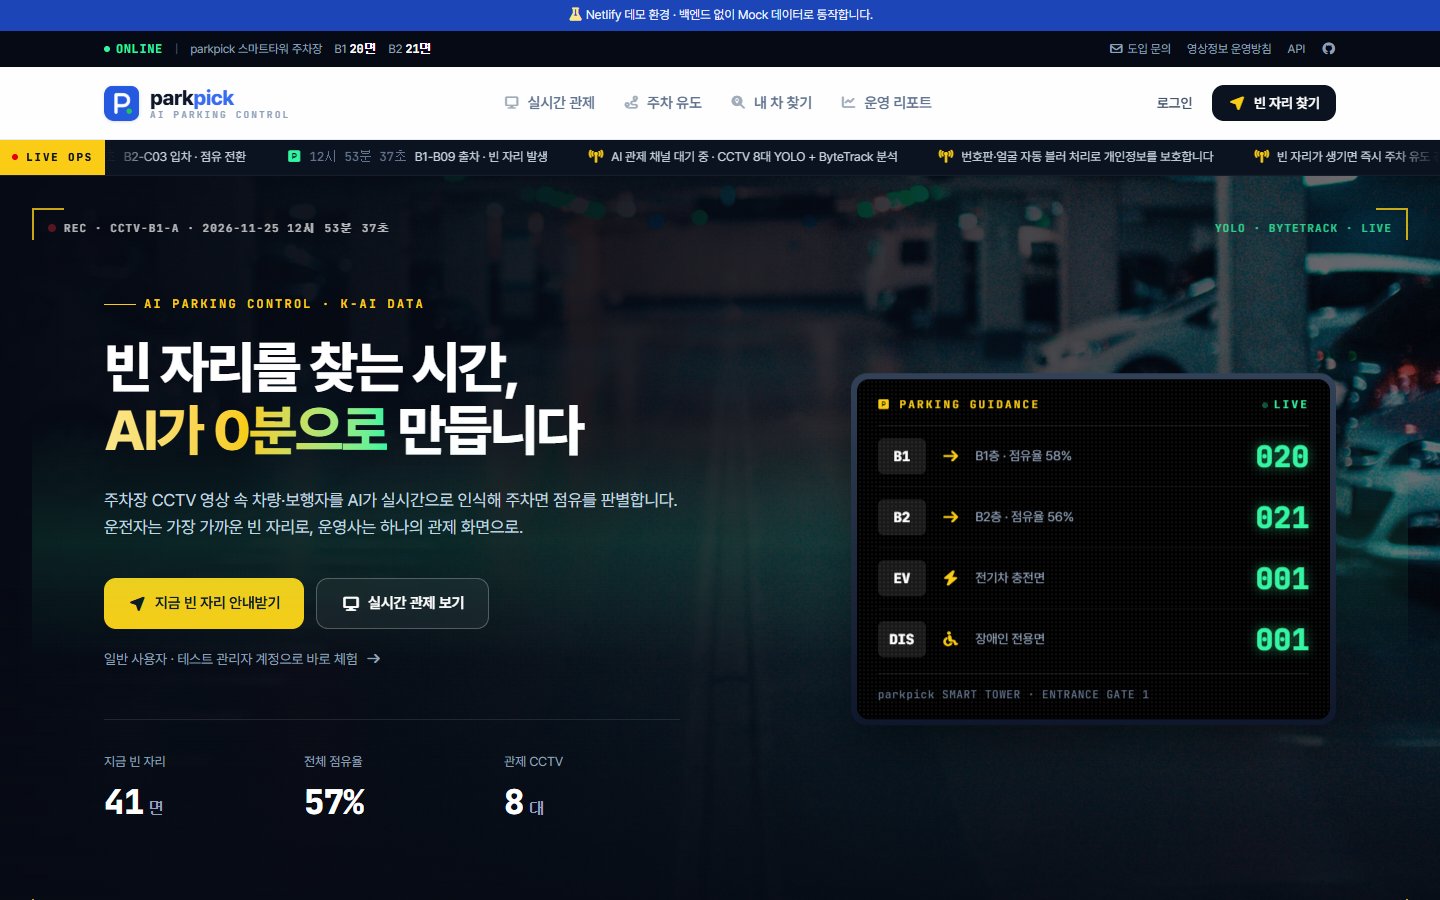 Netlify 데모 환경 · 백엔드 없이 Mock 데이터로 동작합니다.
ONLINE | parkpick 스마트타워 주차장 B1 20면 B2 21면
도입 문의 영상정보 운영방침 API
parkpick
AI PARKING CONTROL
실시간 관제 주차 유도 내 차 찾기 운영 리포트
로그인 빈 자리 찾기
LIVE OPS B2-C03 입차 · 점유 전환 12시 53분 37초 B1-B09 출차 · 빈 자리 발생 AI 관제 채널 대기 중 · CCTV 8대 YOLO + ByteTrack 분석 번호판·얼굴 자동 블러 처리로 개인정보를 보호합니다 빈 자리가 생기면 즉시 주차 유도
REC · CCTV-B1-A · 2026-11-25 12시 53분 37초
YOLO · BYTETRACK · LIVE
AI PARKING CONTROL · K-AI DATA
빈 자리를 찾는 시간,
AI가 0분으로 만듭니다
주차장 CCTV 영상 속 차량·보행자를 AI가 실시간으로 인식해 주차면 점유를 판별합니다.
운전자는 가장 가까운 빈 자리로, 운영사는 하나의 관제 화면으로.
지금 빈 자리 안내받기 실시간 관제 보기
일반 사용자 · 테스트 관리자 계정으로 바로 체험 →
지금 빈 자리 전체 점유율 관제 CCTV
41 면 57% 8 대
PARKING GUIDANCE LIVE
B1 → B1층 · 점유율 58% 020
B2 → B2층 · 점유율 56% 021
EV 전기차 충전면 001
DIS 장애인 전용면 001
parkpick SMART TOWER · ENTRANCE GATE 1